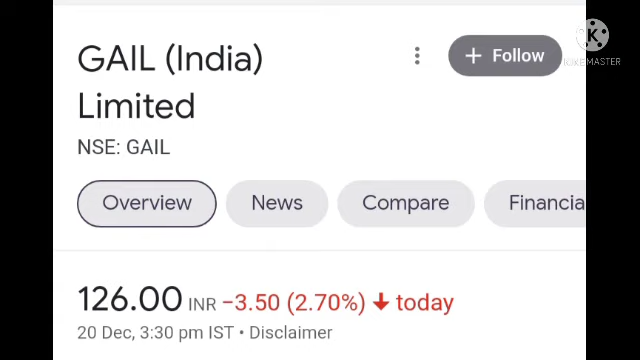 GAIL (India)
Limited
+ Follow
NSE: GAIL
Overview News Compare
126.00 INR −3.50 (2.70%) ↓ today
20 Dec, 3:30 pm IST • Disclaimer